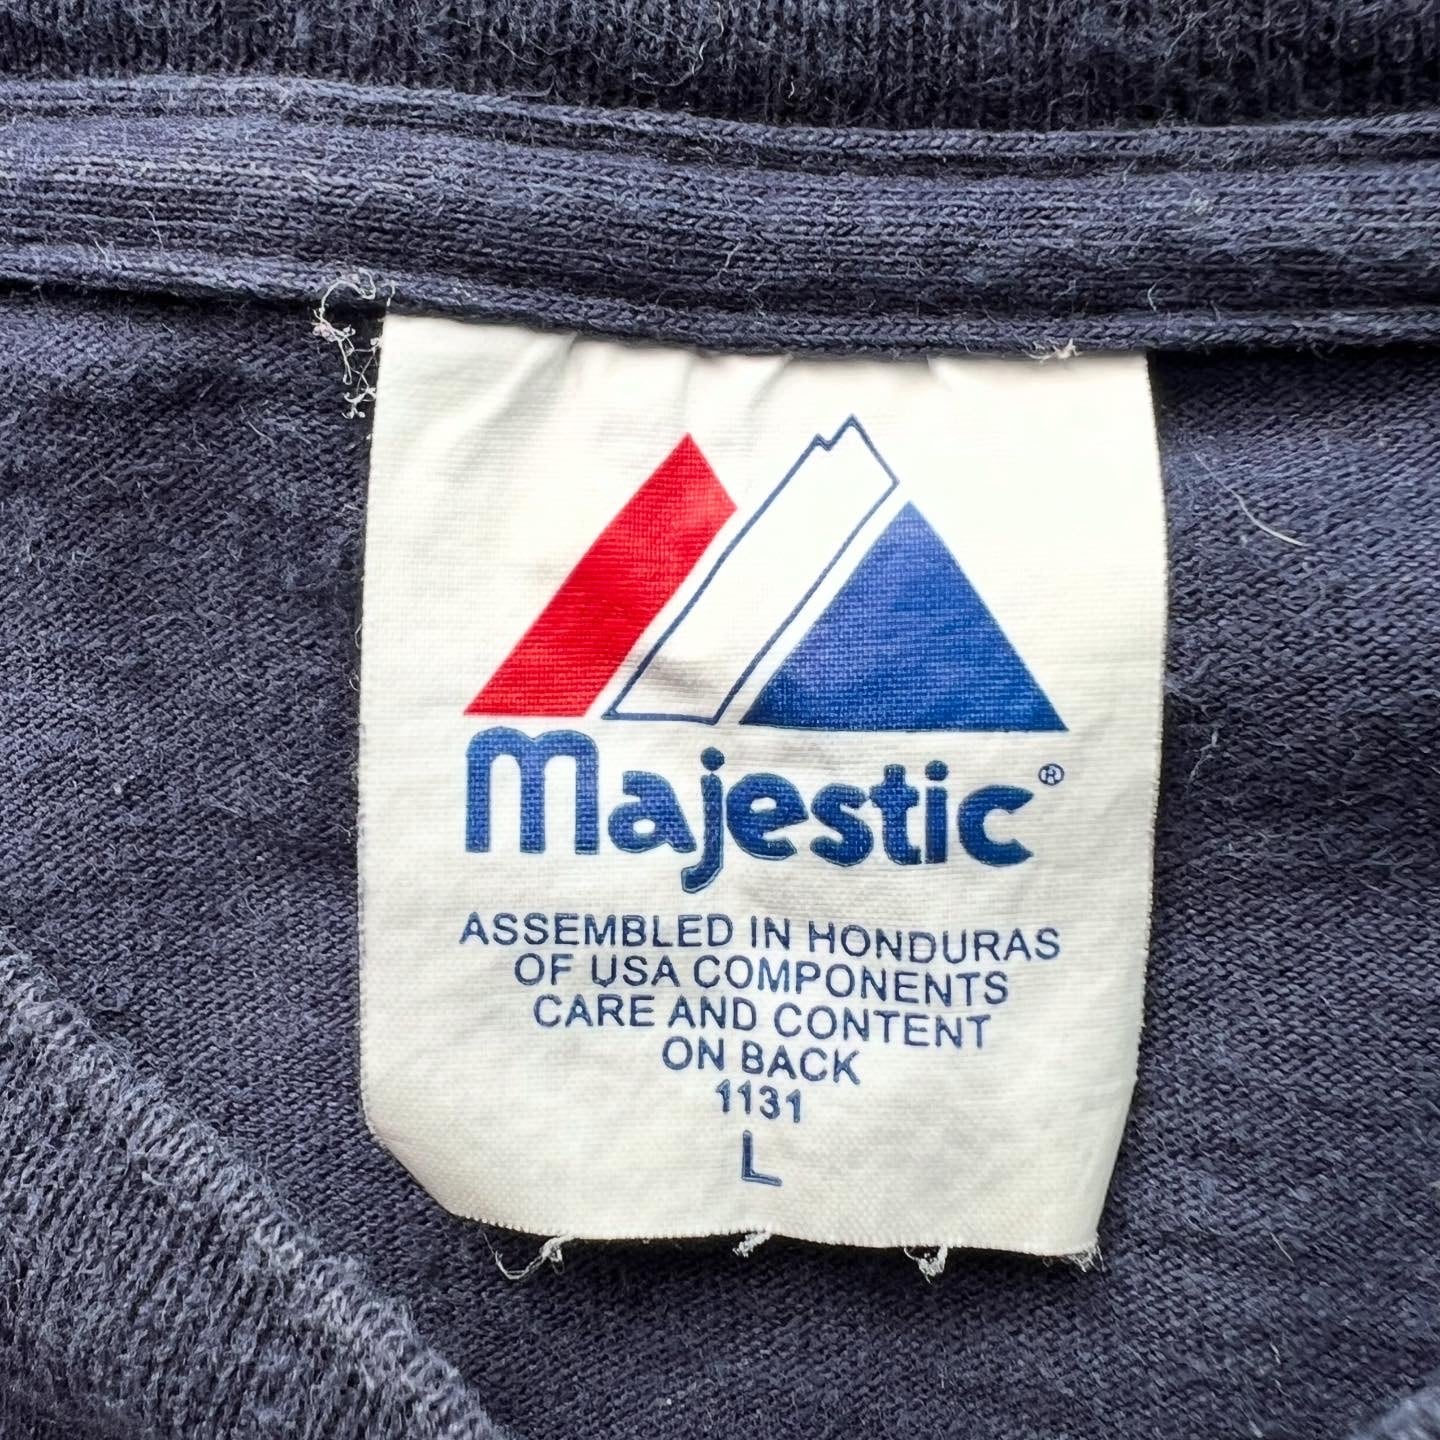 Majestic®
ASSEMBLED IN HONDURAS
OF USA COMPONENTS
CARE AND CONTENT
ON BACK
1131
L